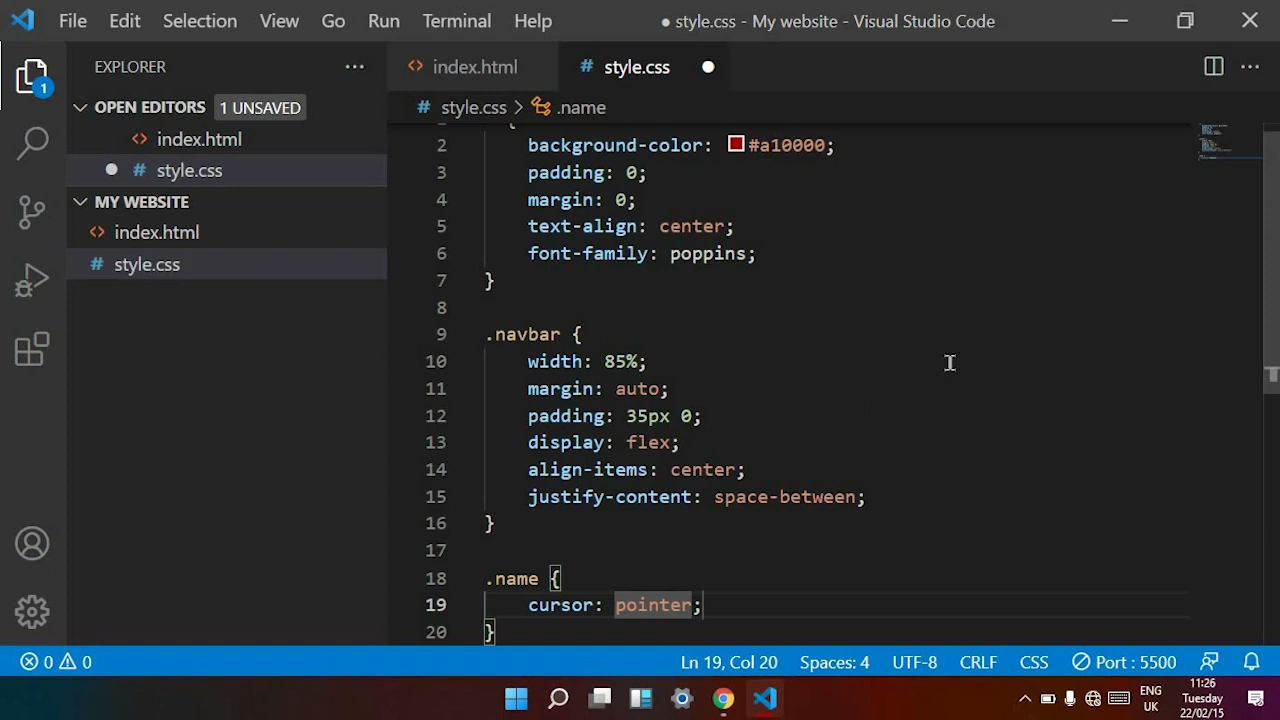 File Edit Selection View Go Run Terminal Help
● style.css - My website - Visual Studio Code
1
EXPLORER
OPEN EDITORS 1 UNSAVED
index.html
# style.css
MY WEBSITE
index.html
# style.css
index.html
# style.css
# style.css > .name
2 background-color: #a10000;
3 padding: 0;
4 margin: 0;
5 text-align: center;
6 font-family: poppins;
7 }
8
9 .navbar {
10 width: 85%;
11 margin: auto;
12 padding: 35px 0;
13 display: flex;
14 align-items: center;
15 justify-content: space-between;
16 }
17
18 .name {
19 cursor: pointer;
20 }
0 0
Ln 19, Col 20 Spaces: 4 UTF-8 CRLF CSS Port : 5500
ENG
UK
11:26
Tuesday
22/02/15